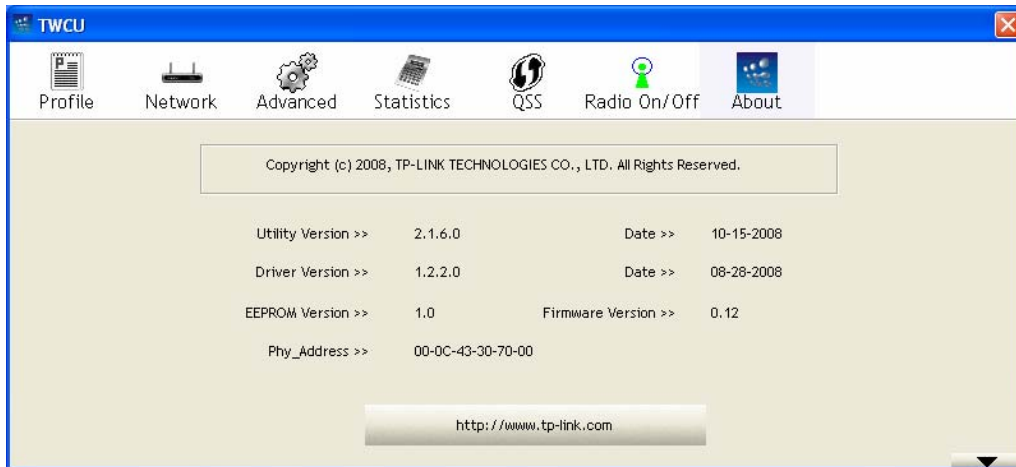 TWCU
Profile Network Advanced Statistics QSS Radio On/Off About
Copyright (c) 2008, TP-LINK TECHNOLOGIES CO., LTD. All Rights Reserved.
Utility Version >> 2.1.6.0 Date >> 10-15-2008
Driver Version >> 1.2.2.0 Date >> 08-28-2008
EEPROM Version >> 1.0 Firmware Version >> 0.12
Phy_Address >> 00-0C-43-30-70-00
http://www.tp-link.com